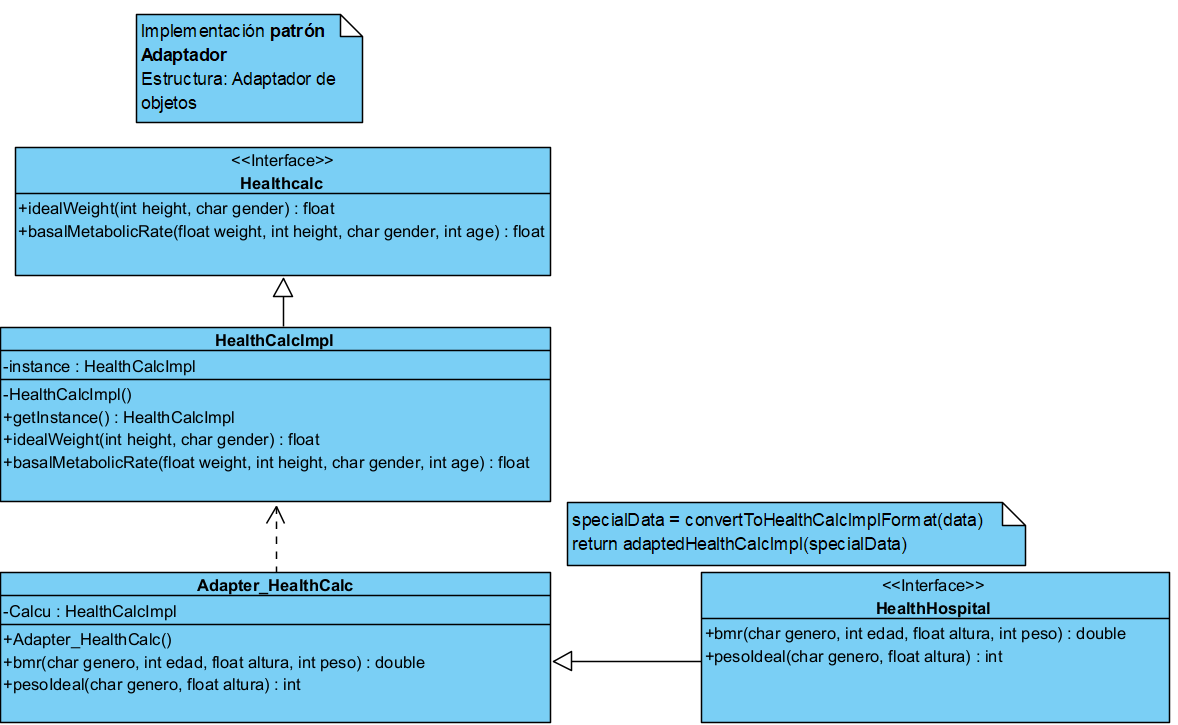 Implementación patrón
Adaptador
Estructura: Adaptador de
objetos
<<Interface>>
Healthcalc
+idealWeight(int height, char gender) : float
+basalMetabolicRate(float weight, int height, char gender, int age) : float
HealthCalcImpl
-instance : HealthCalcImpl
-HealthCalcImpl()
+getInstance() : HealthCalcImpl
+idealWeight(int height, char gender) : float
+basalMetabolicRate(float weight, int height, char gender, int age) : float
specialData = convertToHealthCalcImplFormat(data)
return adaptedHealthCalcImpl(specialData)
Adapter_HealthCalc
-Calcu : HealthCalcImpl
+Adapter_HealthCalc()
+bmr(char genero, int edad, float altura, int peso) : double
+pesoIdeal(char genero, float altura) : int
<<Interface>>
HealthHospital
+bmr(char genero, int edad, float altura, int peso) : double
+pesoIdeal(char genero, float altura) : int